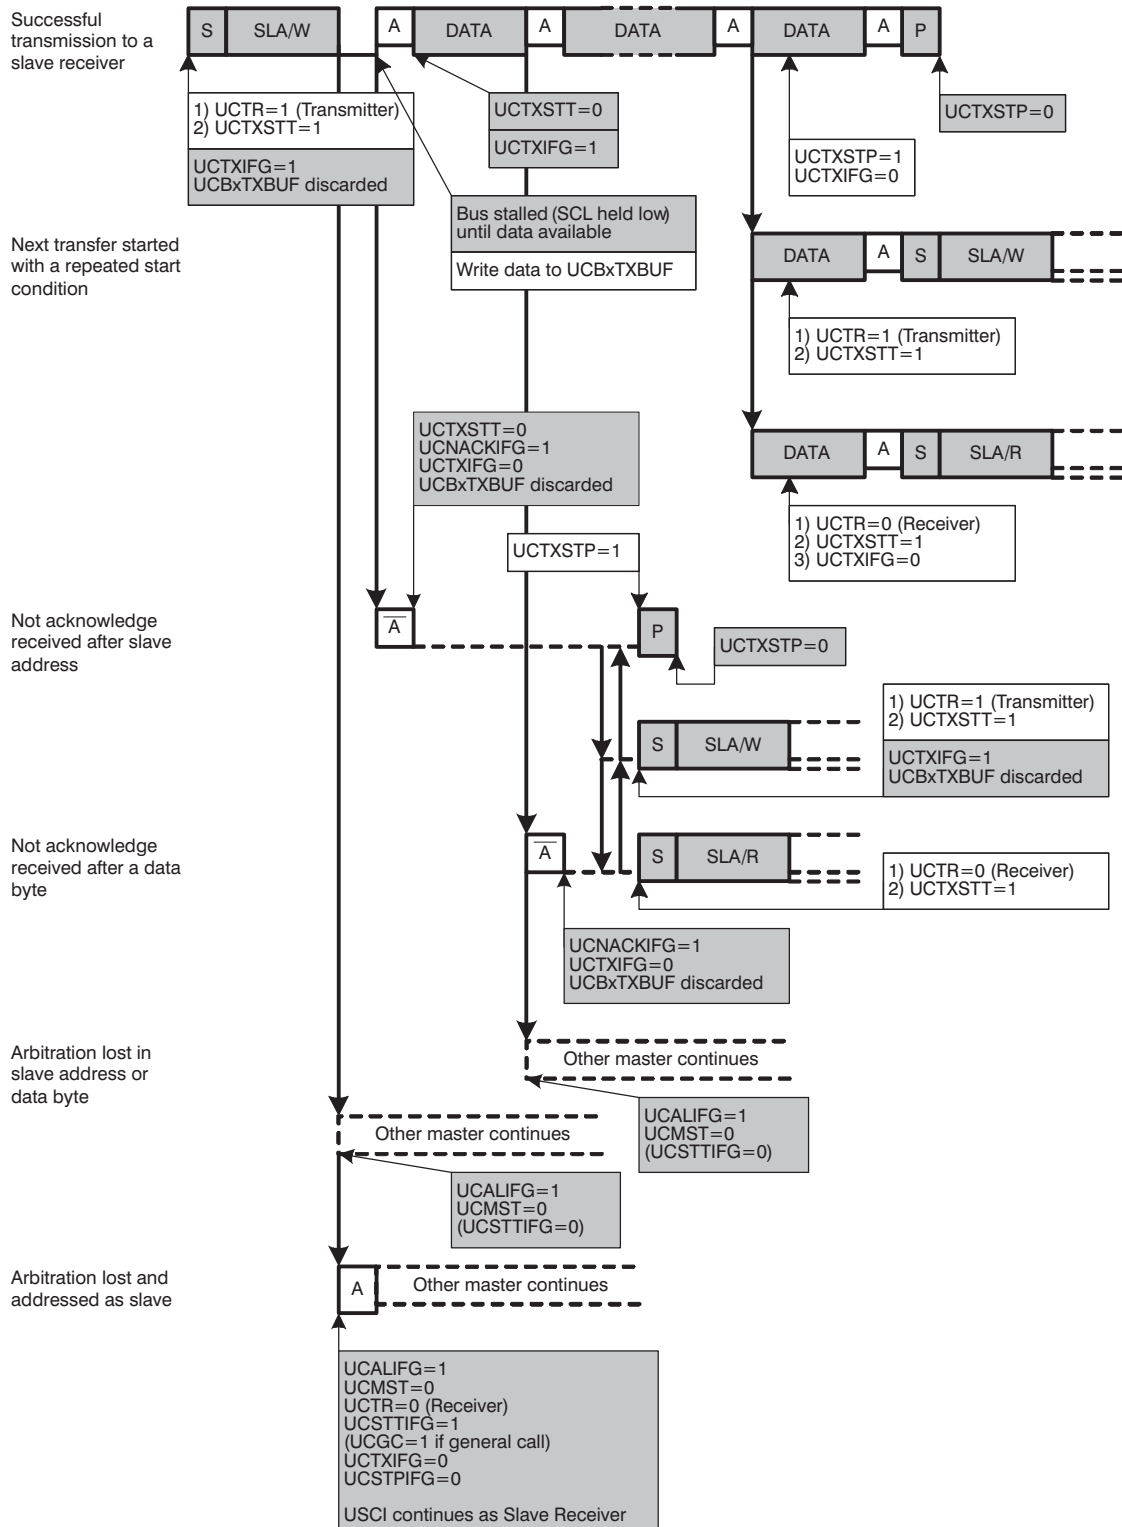 Successful
transmission to a
slave receiver
S
SLA/W
A
DATA
A
DATA
A
DATA
A
P
1) UCTR=1 (Transmitter)
2) UCTXSTT=1
UCTXIFG=1
UCBxTXBUF discarded
UCTXSTT=0
UCTXIFG=1
UCTXSTP=0
UCTXSTP=1
UCTXIFG=0
Bus stalled (SCL held low)
until data available
Write data to UCBxTXBUF
Next transfer started
with a repeated start
condition
DATA
A
S
SLA/W
1) UCTR=1 (Transmitter)
2) UCTXSTT=1
UCTXSTT=0
UCNACKIFG=1
UCTXIFG=0
UCBxTXBUF discarded
DATA
A
S
SLA/R
1) UCTR=0 (Receiver)
2) UCTXSTT=1
3) UCTXIFG=0
UCTXSTP=1
Not acknowledge
received after slave
address
A
P
UCTXSTP=0
S
SLA/W
1) UCTR=1 (Transmitter)
2) UCTXSTT=1
UCTXIFG=1
UCBxTXBUF discarded
Not acknowledge
received after a data
byte
A
S
SLA/R
1) UCTR=0 (Receiver)
2) UCTXSTT=1
UCNACKIFG=1
UCTXIFG=0
UCBxTXBUF discarded
Arbitration lost in
slave address or
data byte
Other master continues
UCALIFG=1
UCMST=0
(UCSTTIFG=0)
Other master continues
UCALIFG=1
UCMST=0
(UCSTTIFG=0)
Arbitration lost and
addressed as slave
A
Other master continues
UCALIFG=1
UCMST=0
UCTR=0 (Receiver)
UCSTTIFG=1
(UCGC=1 if general call)
UCTXIFG=0
UCSTPIFG=0
USCI continues as Slave Receiver